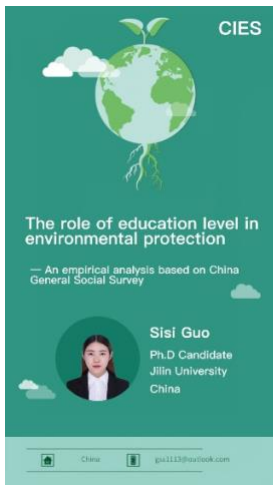 CIES
The role of education level in
environmental protection
— An empirical analysis based on China
General Social Survey
Sisi Guo
Ph.D Candidate
Jilin University
China
China